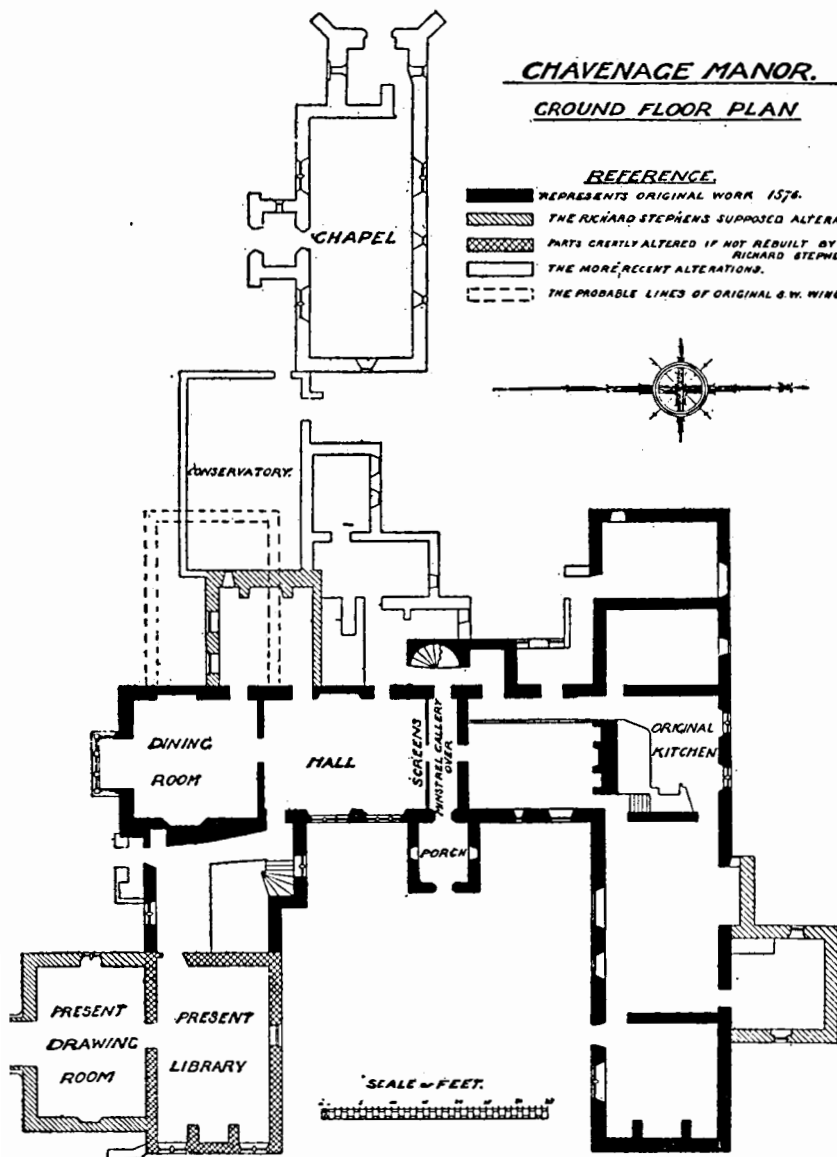 CHAVENAGE MANOR.
GROUND FLOOR PLAN
REFERENCE.
REPRESENTS ORIGINAL WORK 1576.
THE RICHARD STEPHENS SUPPOSED
PARTS GREATLY ALTERED IF NOT REBUILT BY
RICHARD
THE MORE RECENT ALTERATIONS.
THE PROBABLE LINES OF ORIGINAL S.W.
CHAPEL
CONSERVATORY.
DINING
ROOM
HALL
SCREENS
MINSTREL GALLERY
OVER
ORIGINAL
KITCHEN
PORCH
PRESENT
DRAWING
ROOM
PRESENT
LIBRARY
SCALE of FEET.